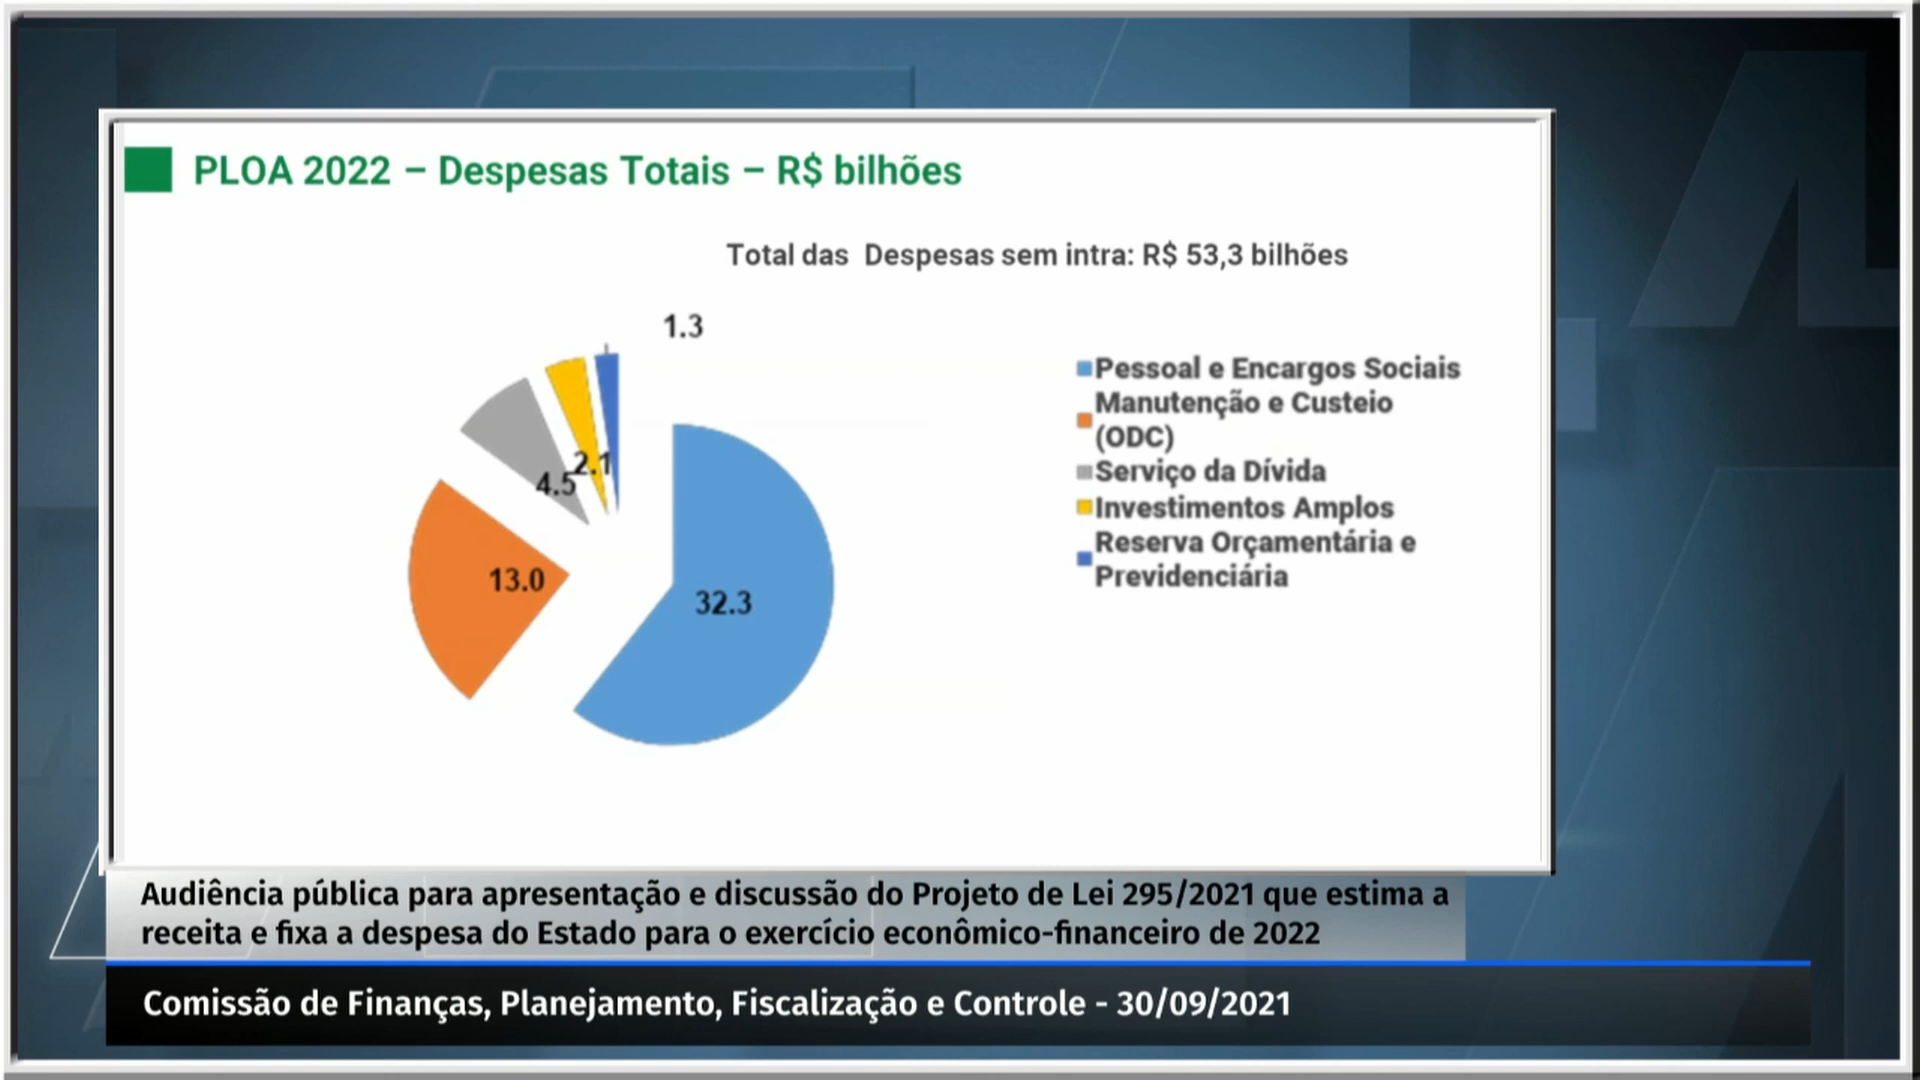 PLOA 2022 – Despesas Totais – R$ bilhões
Total das Despesas sem intra: R$ 53,3 bilhões
1.3
2.1
4.5
13.0
32.3
Pessoal e Encargos Sociais
Manutenção e Custeio
(ODC)
Serviço da Dívida
Investimentos Amplos
Reserva Orçamentária e
Previdenciária
Audiência pública para apresentação e discussão do Projeto de Lei 295/2021 que estima a
receita e fixa a despesa do Estado para o exercício econômico-financeiro de 2022
Comissão de Finanças, Planejamento, Fiscalização e Controle - 30/09/2021